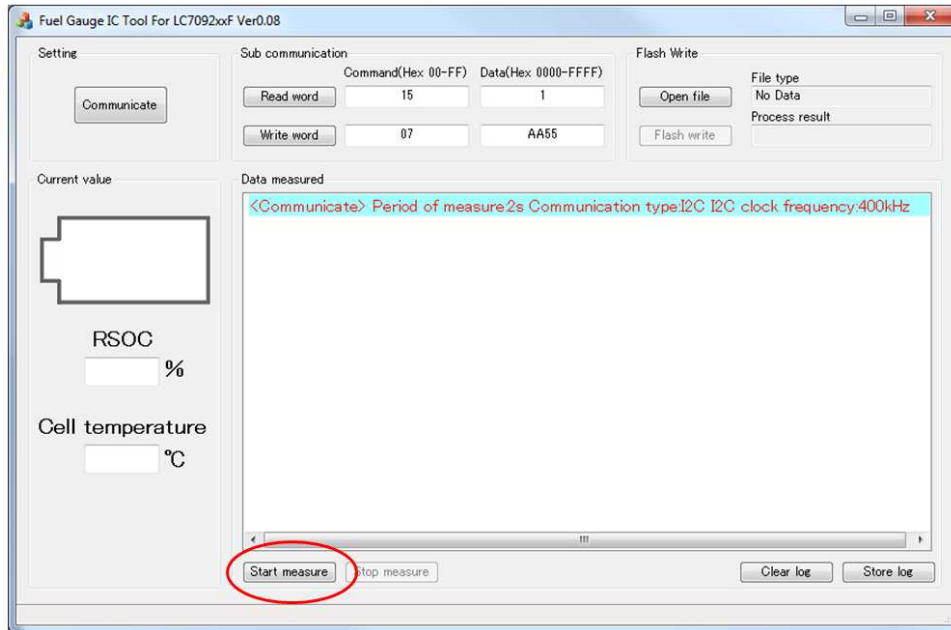 Fuel Gauge IC Tool For LC7092xxF Ver0.08
Setting
Communicate
Sub communication
Command(Hex 00-FF) Data(Hex 0000-FFFF)
Read word 15 1
Write word 07 AA55
Flash Write
File type
Open file No Data
Process result
Flash write
Current value
RSOC
%
Cell temperature
℃
Data measured
<Communicate> Period of measure:2s Communication type:I2C I2C clock frequency:400kHz
Start measure Stop measure Clear log Store log